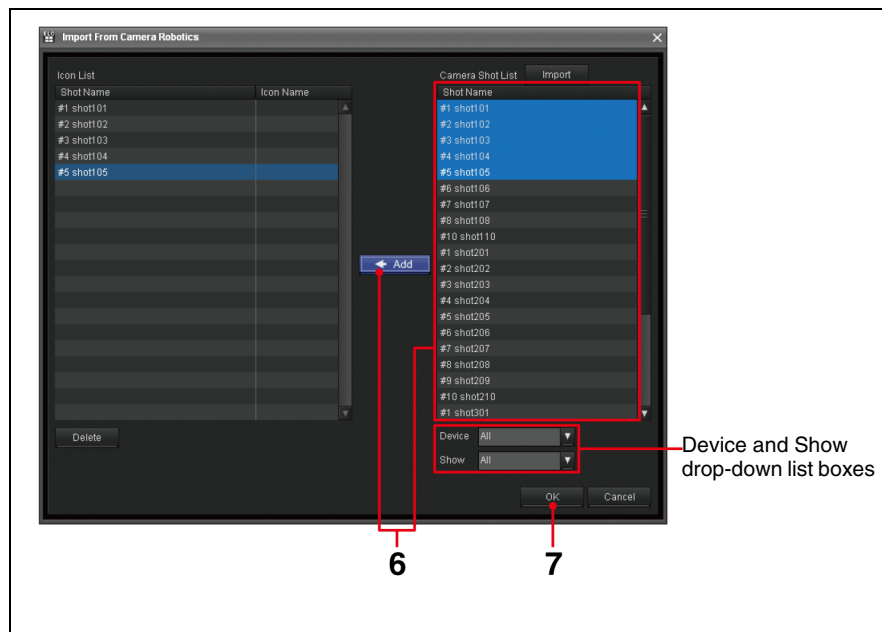 ELC
Import From Camera Robotics
Icon List
Shot Name Icon Name
#1 shot101
#2 shot102
#3 shot103
#4 shot104
#5 shot105
Delete
Add
Camera Shot List Import
Shot Name
#1 shot101
#2 shot102
#3 shot103
#4 shot104
#5 shot105
#6 shot106
#7 shot107
#8 shot108
#10 shot110
#1 shot201
#2 shot202
#3 shot203
#4 shot204
#5 shot205
#6 shot206
#7 shot207
#8 shot208
#9 shot209
#10 shot210
#1 shot301
Device All
Show All
OK Cancel
Device and Show
drop-down list boxes
6 7